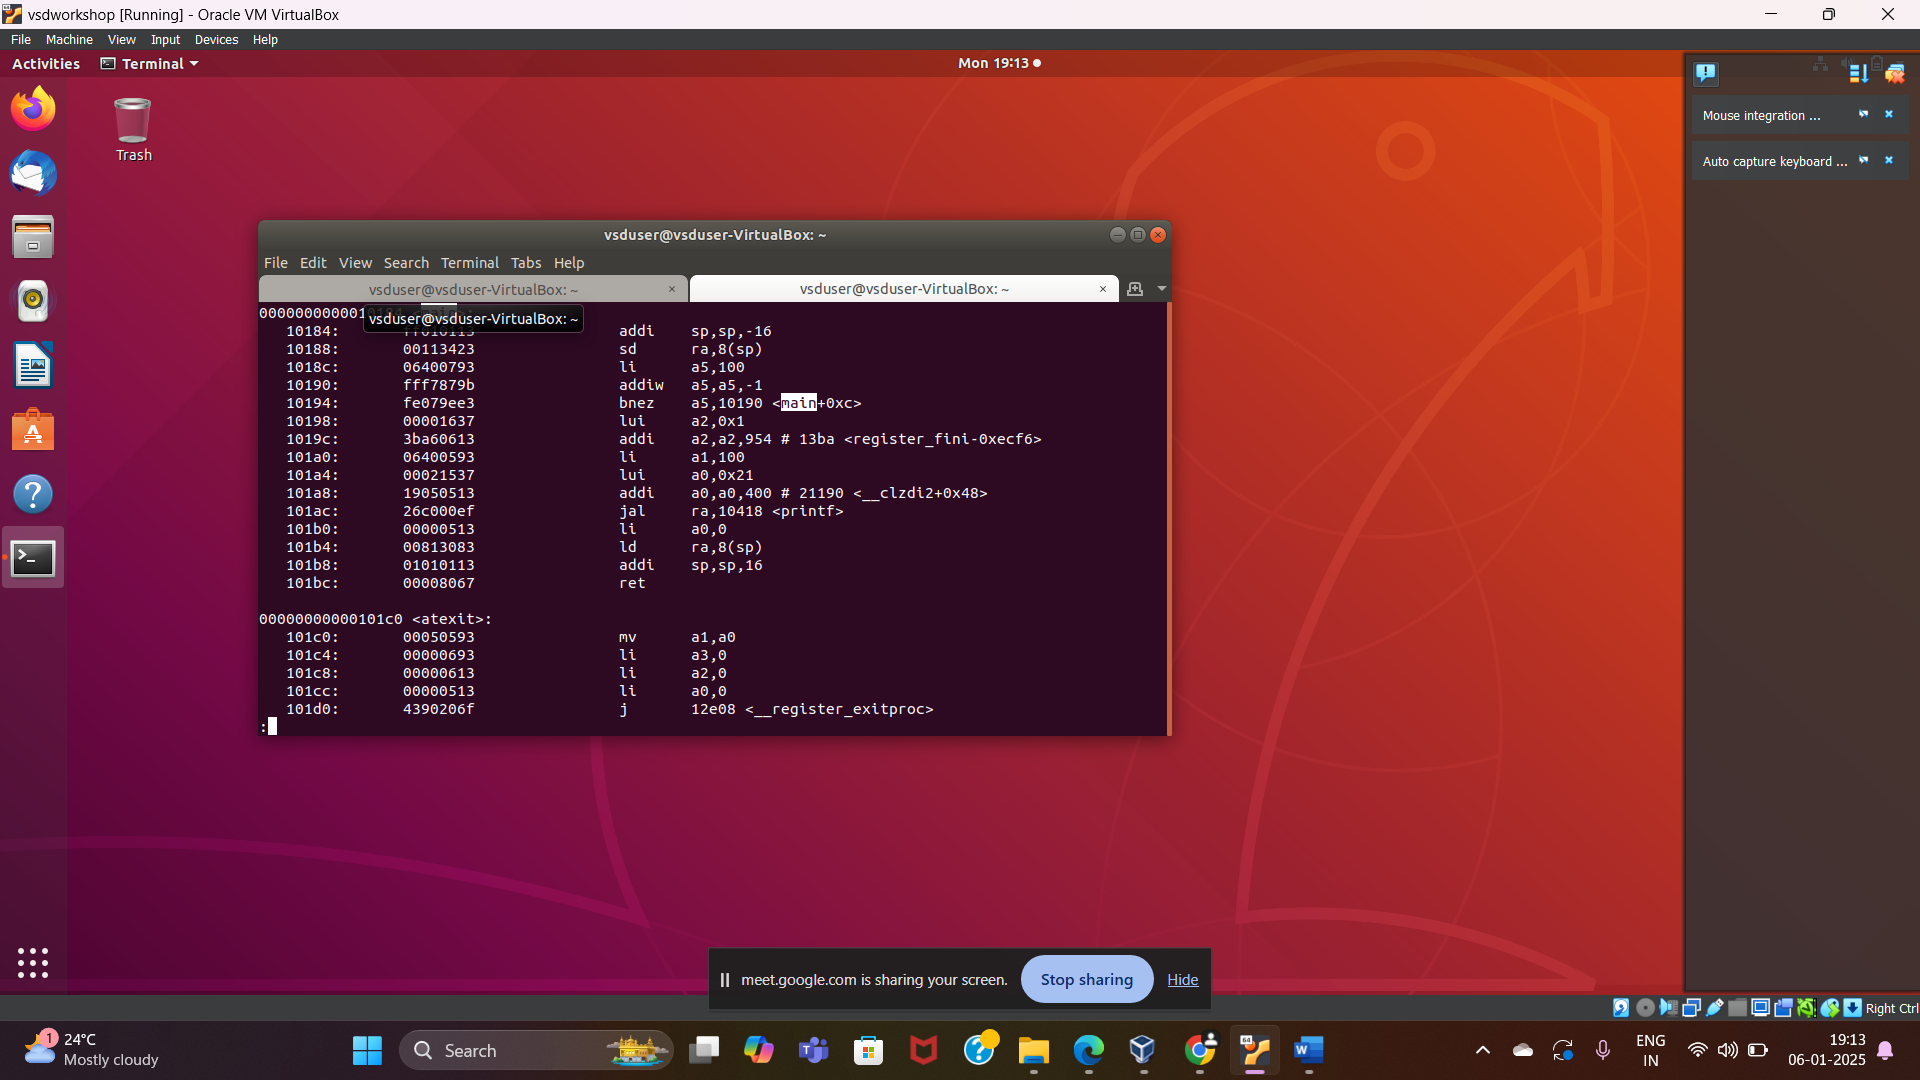 vsdworkshop [Running] - Oracle VM VirtualBox
File Machine View Input Devices Help
Activities Terminal Mon 19:13
Trash
Mouse integration ...
Auto capture keyboard ...
vsduser@vsduser-VirtualBox: ~
File Edit View Search Terminal Tabs Help
vsduser@vsduser-VirtualBox: ~ × vsduser@vsduser-VirtualBox: ~ ×
vsduser@vsduser-VirtualBox: ~
10184: ff010113 addi sp,sp,-16
10188: 00113423 sd ra,8(sp)
1018c: 06400793 li a5,100
10190: fff7879b addiw a5,a5,-1
10194: fe079ee3 bnez a5,10190 <main+0xc>
10198: 00001637 lui a2,0x1
1019c: 3ba60613 addi a2,a2,954 # 13ba <register_fini-0xecf6>
101a0: 06400593 li a1,100
101a4: 00021537 lui a0,0x21
101a8: 19050513 addi a0,a0,400 # 21190 <__clzdi2+0x48>
101ac: 26c000ef jal ra,10418 <printf>
101b0: 00000513 li a0,0
101b4: 00813083 ld ra,8(sp)
101b8: 01010113 addi sp,sp,16
101bc: 00008067 ret
00000000000101c0 <atexit>:
101c0: 00050593 mv a1,a0
101c4: 00000693 li a3,0
101c8: 00000613 li a2,0
101cc: 00000513 li a0,0
101d0: 4390206f j 12e08 <__register_exitproc>
:
meet.google.com is sharing your screen. Stop sharing Hide
Right Ctrl
1 24°C
Mostly cloudy
Search
ENG
IN
19:13
06-01-2025